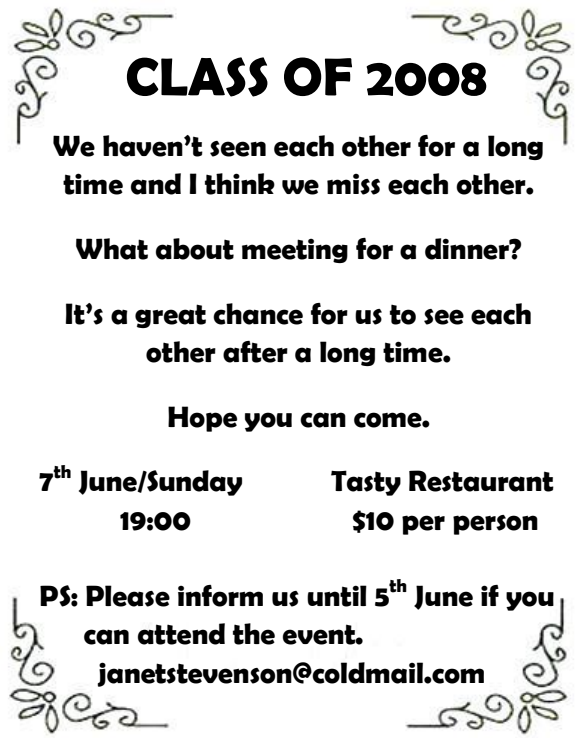 CLASS OF 2008
We haven't seen each other for a long
time and I think we miss each other.
What about meeting for a dinner?
It's a great chance for us to see each
other after a long time.
Hope you can come.
7th June/Sunday
19:00
Tasty Restaurant
$10 per person
PS: Please inform us until 5th June if you
can attend the event.
janetstevenson@coldmail.com